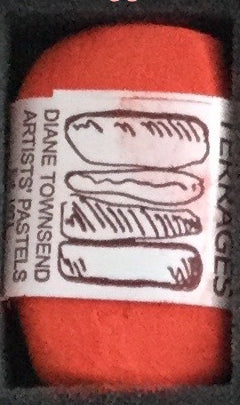 TERRAGES
DIANE TOWNSEND
ARTISTS' PASTELS